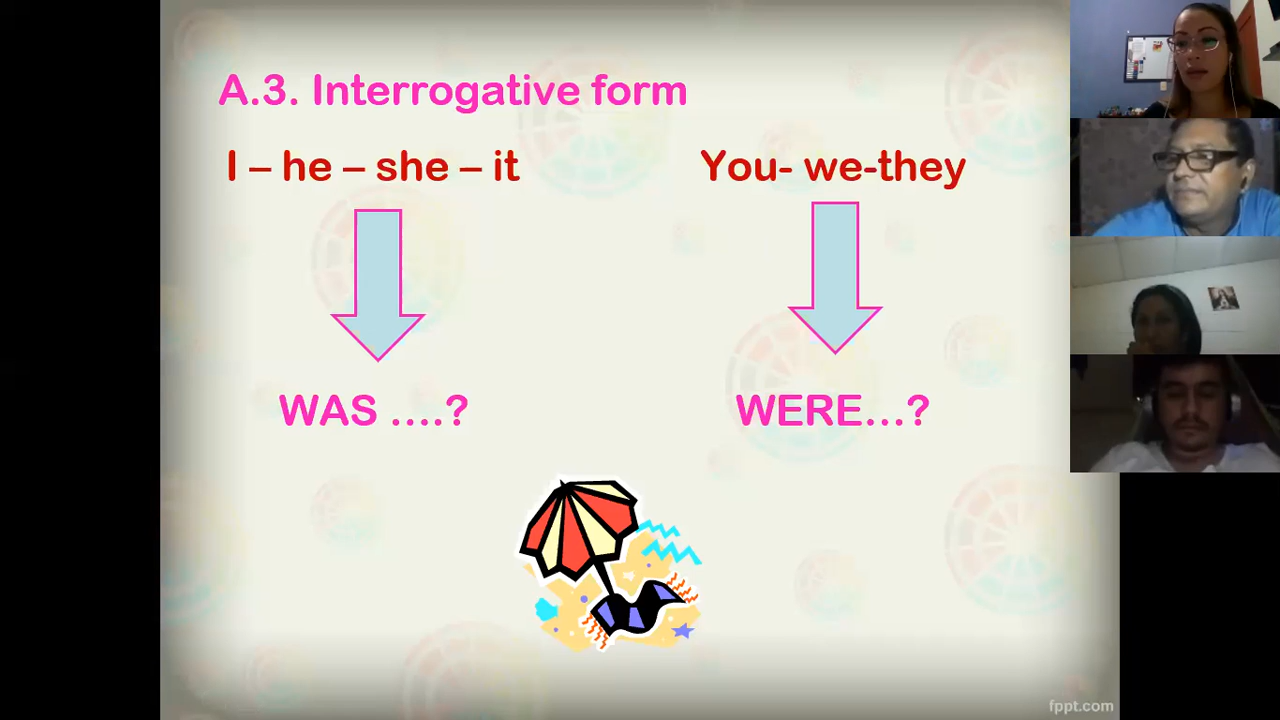 A.3. Interrogative form
I – he – she – it
You- we-they
WAS ....?
WERE...?
fppt.com